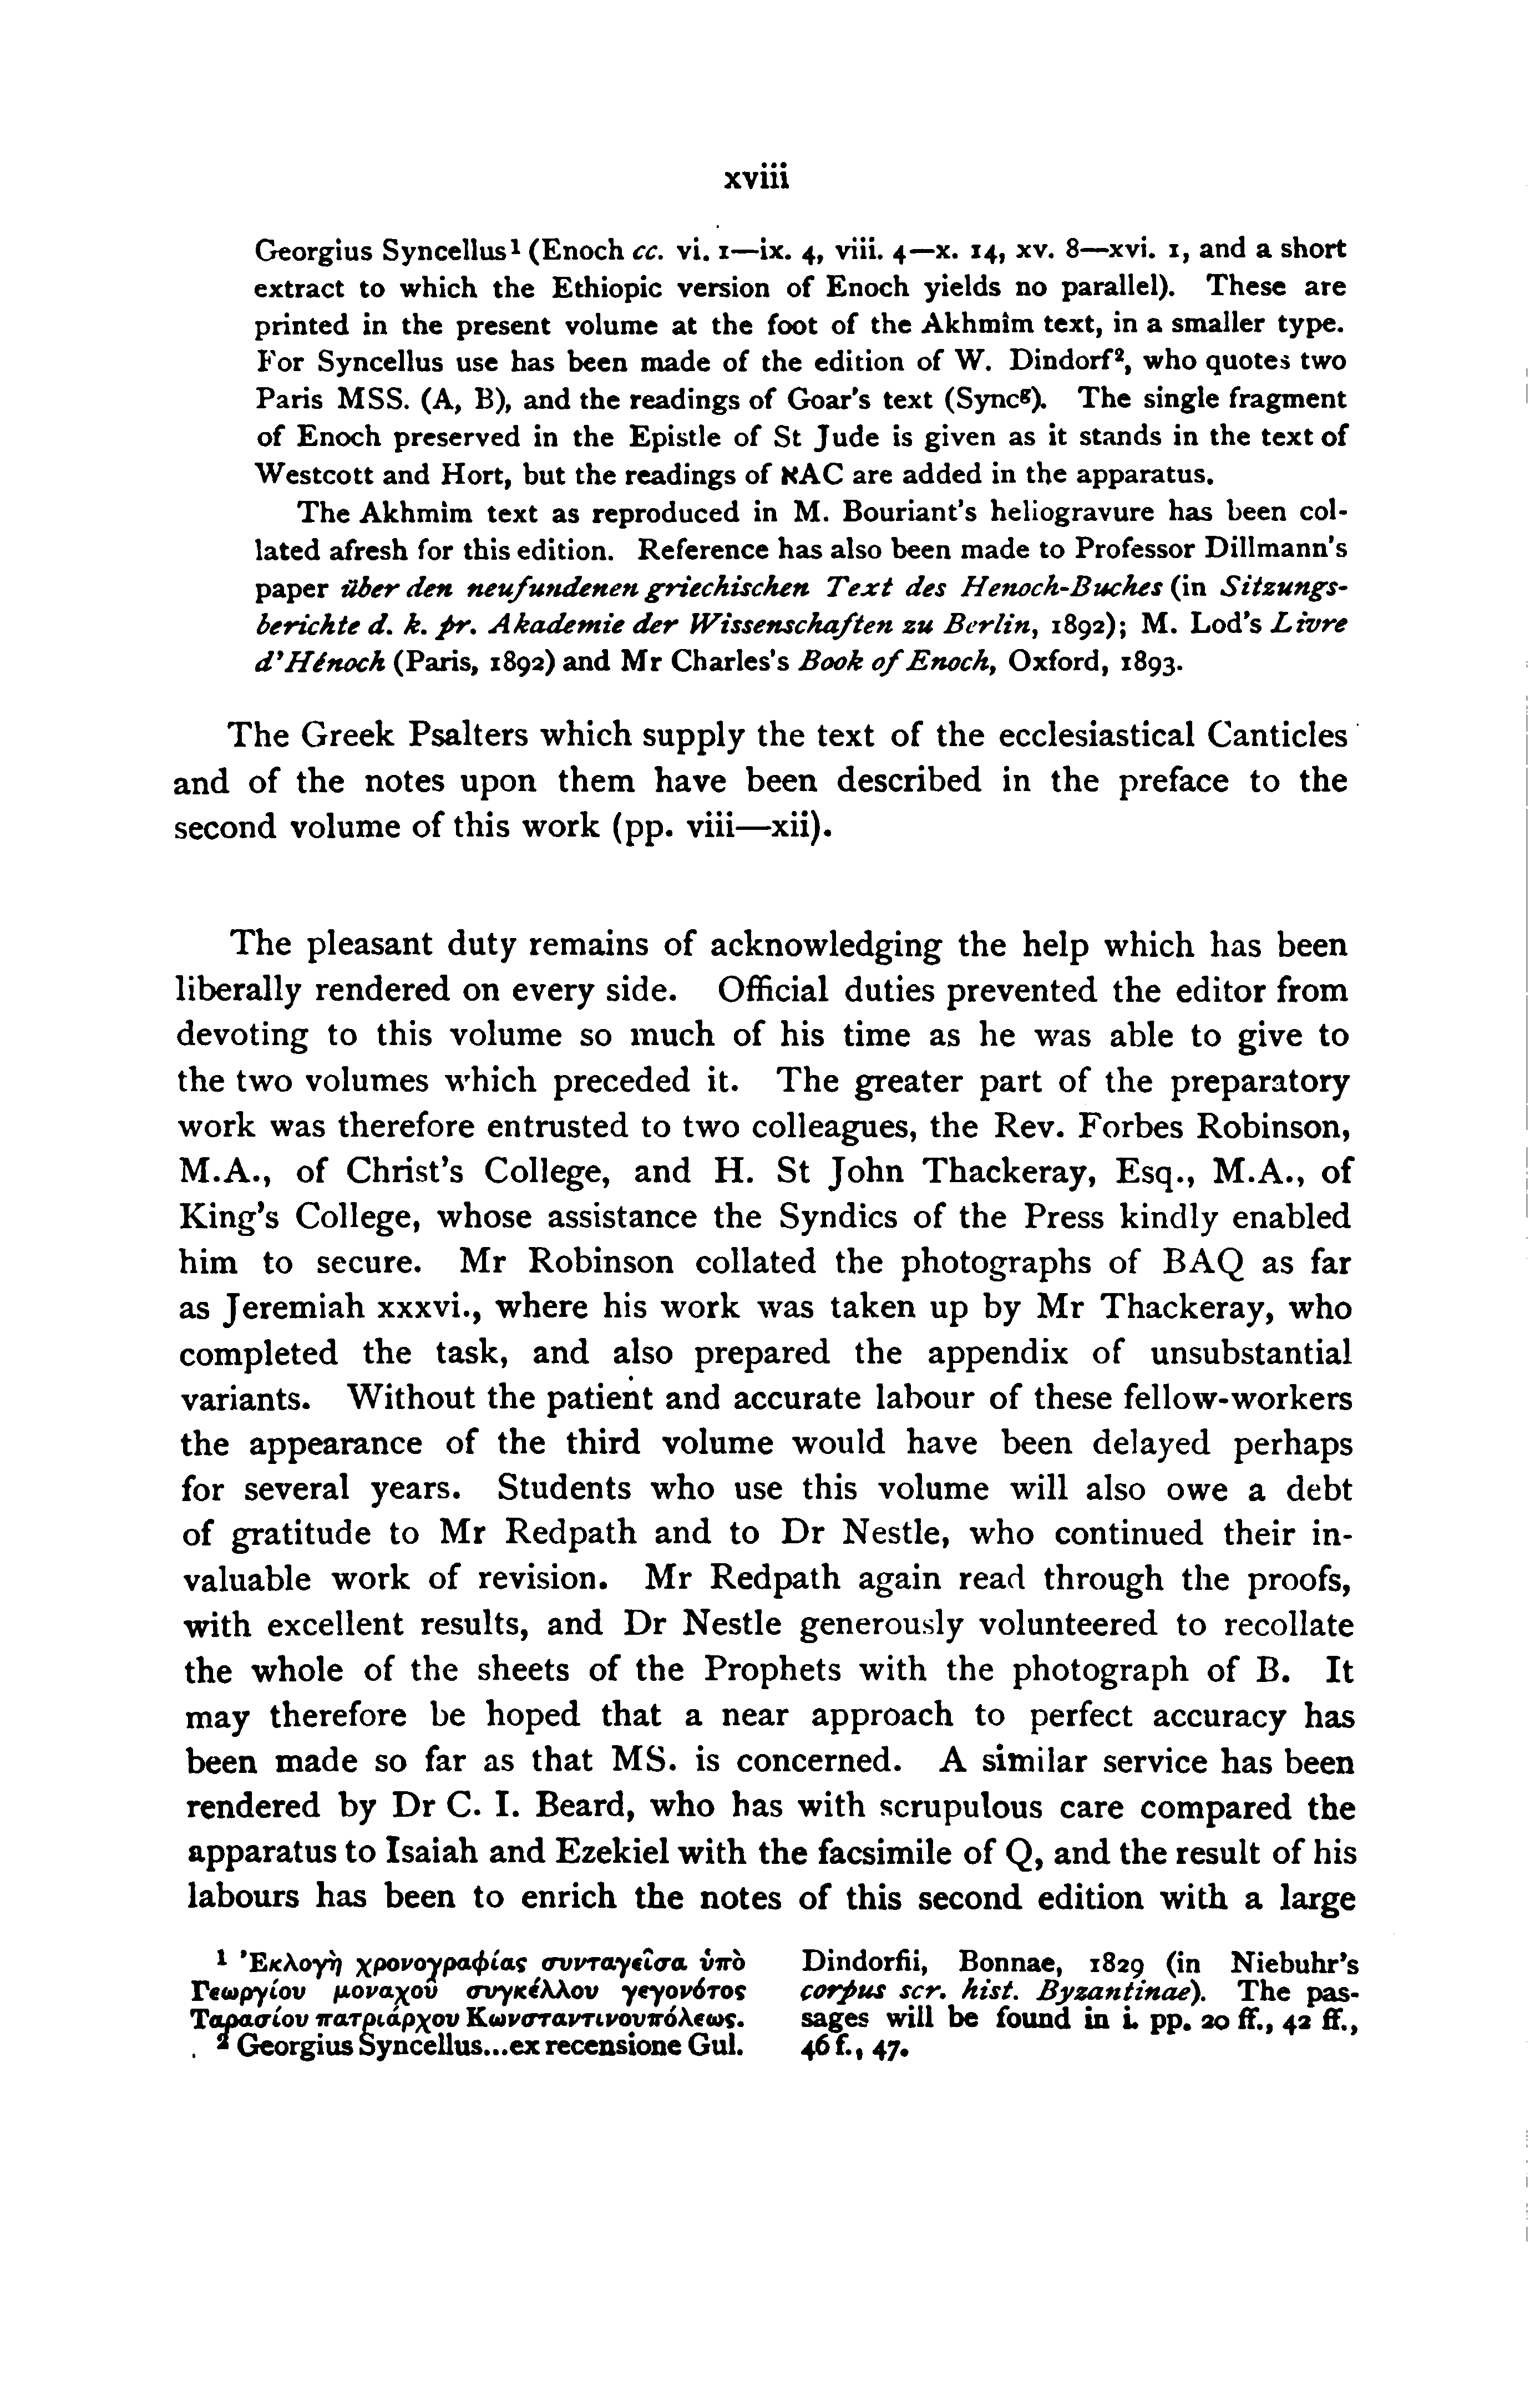 xviii
Georgius Syncellus¹ (Enoch cc. vi. 1—ix. 4, viii. 4—x. 14, xv. 8—xvi. 1, and a short
extract to which the Ethiopic version of Enoch yields no parallel). These are
printed in the present volume at the foot of the Akhmîm text, in a smaller type.
For Syncellus use has been made of the edition of W. Dindorf², who quotes two
Paris MSS. (A, B), and the readings of Goar's text (Syncᵍ). The single fragment
of Enoch preserved in the Epistle of St Jude is given as it stands in the text of
Westcott and Hort, but the readings of ℵAC are added in the apparatus.
The Akhmîm text as reproduced in M. Bouriant's heliogravure has been col-
lated afresh for this edition. Reference has also been made to Professor Dillmann's
paper über den neufundenen griechischen Text des Henoch-Buches (in Sitzungs-
berichte d. k. pr. Akademie der Wissenschaften zu Berlin, 1892); M. Lod's Livre
d'Hénoch (Paris, 1892) and Mr Charles's Book of Enoch, Oxford, 1893.
The Greek Psalters which supply the text of the ecclesiastical Canticles
and of the notes upon them have been described in the preface to the
second volume of this work (pp. viii—xii).
The pleasant duty remains of acknowledging the help which has been
liberally rendered on every side. Official duties prevented the editor from
devoting to this volume so much of his time as he was able to give to
the two volumes which preceded it. The greater part of the preparatory
work was therefore entrusted to two colleagues, the Rev. Forbes Robinson,
M.A., of Christ's College, and H. St John Thackeray, Esq., M.A., of
King's College, whose assistance the Syndics of the Press kindly enabled
him to secure. Mr Robinson collated the photographs of BAQ as far
as Jeremiah xxxvi., where his work was taken up by Mr Thackeray, who
completed the task, and also prepared the appendix of unsubstantial
variants. Without the patient and accurate labour of these fellow-workers
the appearance of the third volume would have been delayed perhaps
for several years. Students who use this volume will also owe a debt
of gratitude to Mr Redpath and to Dr Nestle, who continued their in-
valuable work of revision. Mr Redpath again read through the proofs,
with excellent results, and Dr Nestle generously volunteered to recollate
the whole of the sheets of the Prophets with the photograph of B. It
may therefore be hoped that a near approach to perfect accuracy has
been made so far as that MS. is concerned. A similar service has been
rendered by Dr C. I. Beard, who has with scrupulous care compared the
apparatus to Isaiah and Ezekiel with the facsimile of Q, and the result of his
labours has been to enrich the notes of this second edition with a large
¹ Ἐκλογὴ χρονογραφίας συνταγεῖσα ὑπὸ
Γεωργίου μοναχοῦ συγκέλλου γεγονότος
Ταρασίου πατριάρχου Κωνσταντινουπόλεως.
² Georgius Syncellus...ex recensione Gul.
Dindorfii, Bonnae, 1829 (in Niebuhr's
corpus scr. hist. Byzantinae). The pas-
sages will be found in i. pp. 20 ff., 42 ff.,
46 f., 47.